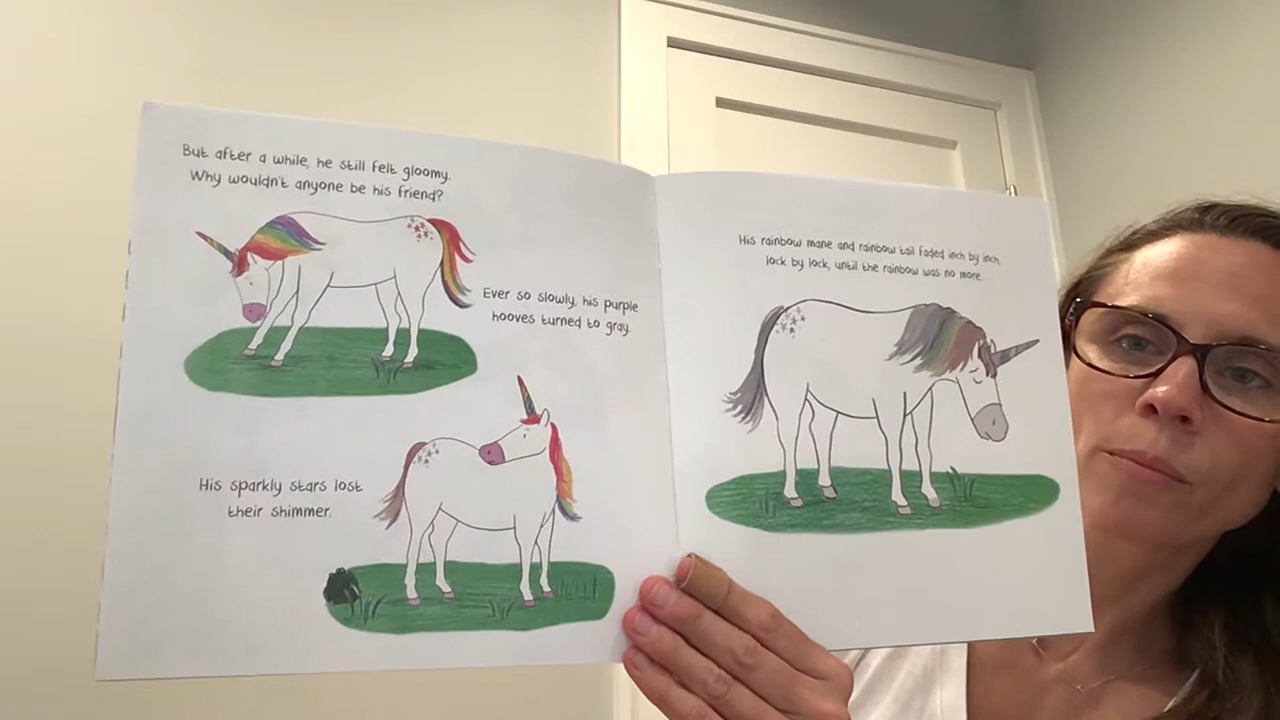 But after a while, he still felt gloomy.
Why wouldn't anyone be his friend?
Ever so slowly, his purple
hooves turned to gray.
His sparkly stars lost
their shimmer.
His rainbow mane and rainbow tail faded inch by inch,
lock by lock, until the rainbow was no more.